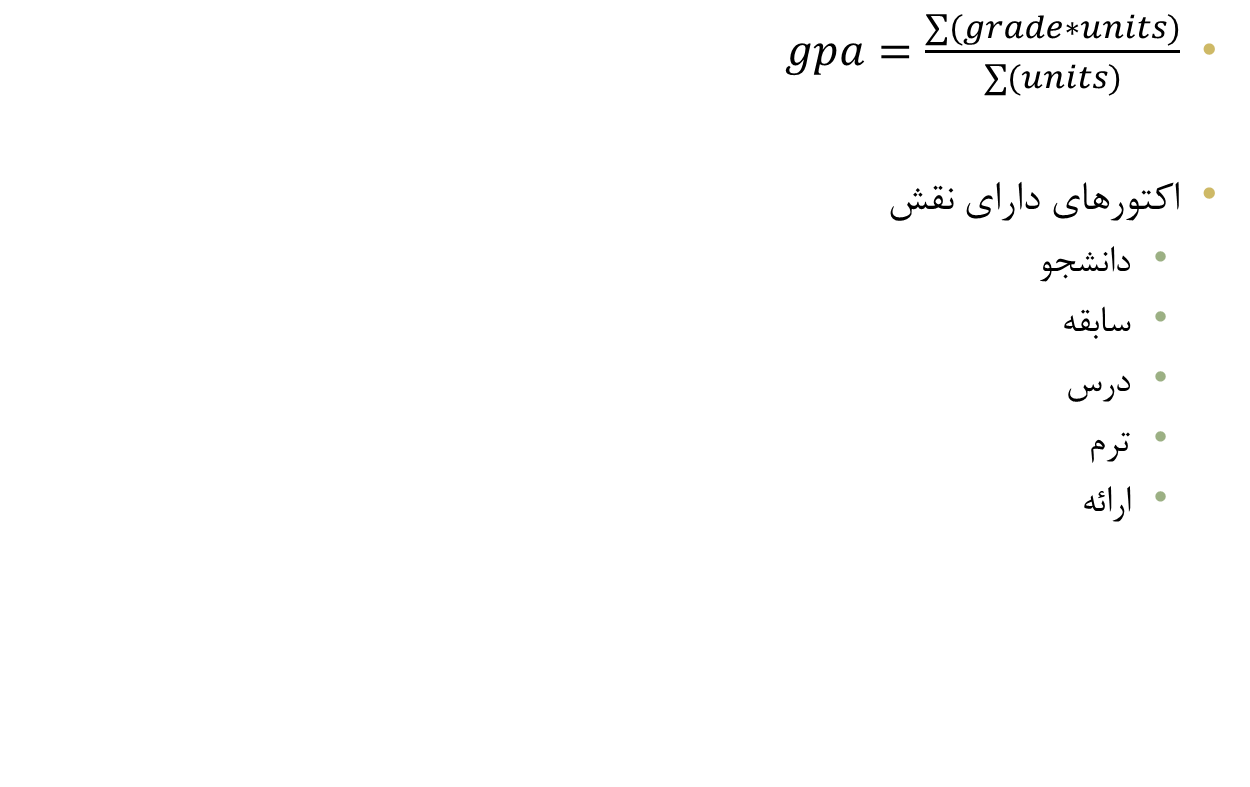 gpa = ∑(grade*units) / ∑(units)
اکتورهای دارای نقش
دانشجو
سابقه
درس
ترم
ارائه